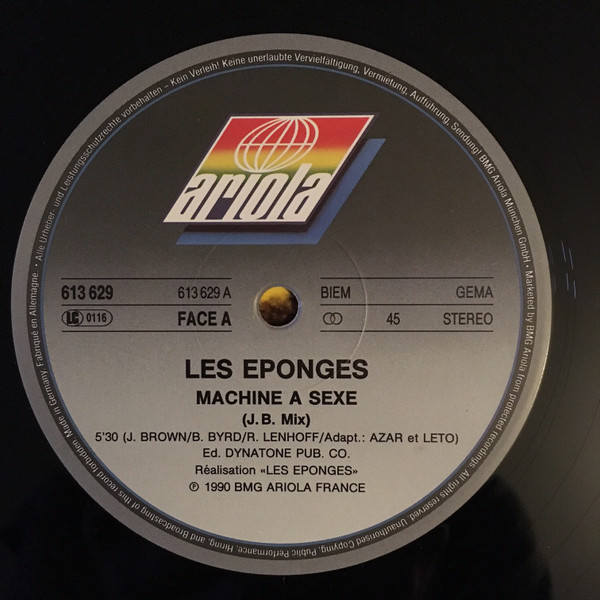 Alle Urheber- und Leistungsschutzrechte vorbehalten – Kein Verleih! Keine unerlaubte Vervielfältigung, Vermietung, Aufführung, Sendung! BMG Ariola München GmbH • Marketed by BMG Ariola from protected recordings. All rights reserved. Unauthorised Copying, Public Performance, Hiring, and Broadcasting of this record forbidden. Made in Germany. Fabriqué en Allemagne •
ariola
613 629 613 629 A BIEM GEMA
LC 0116 FACE A 45 STEREO
LES EPONGES
MACHINE A SEXE
(J. B. Mix)
5'30 (J. BROWN/B. BYRD/R. LENHOFF/Adapt.: AZAR et LETO)
Ed. DYNATONE PUB. CO.
Réalisation «LES EPONGES»
℗ 1990 BMG ARIOLA FRANCE